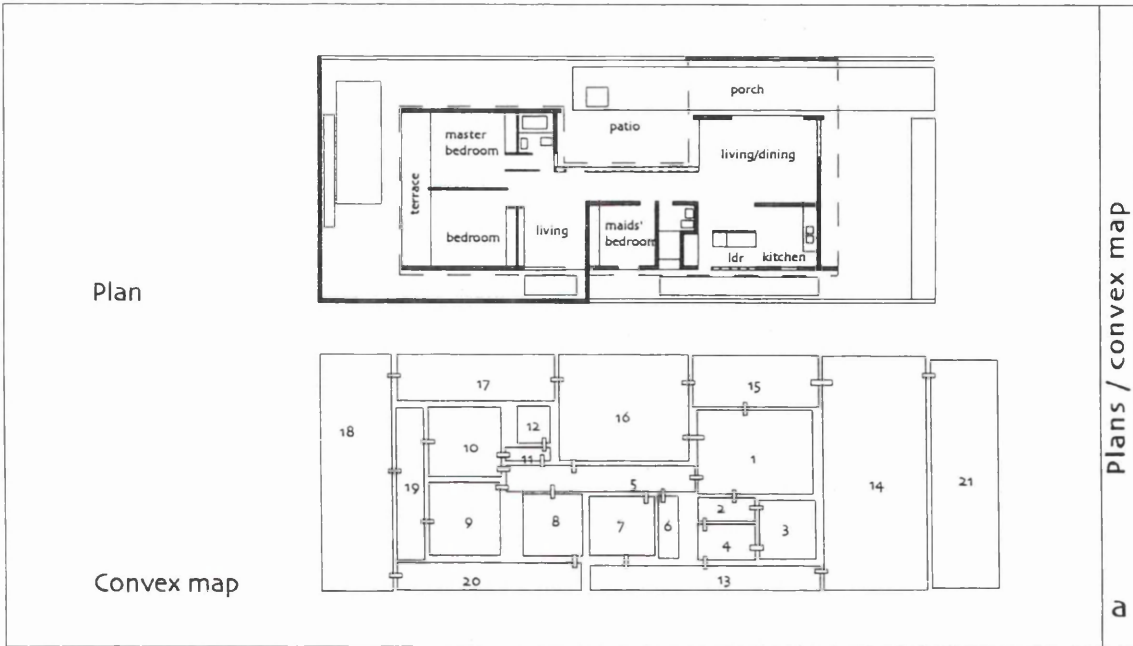 porch
patio
master
bedroom
living/dining
terrace
bedroom
living
maids'
bedroom
ldr kitchen
Plan
17
15
16
18
12
10
1
11
14
21
5
19
2
9
8
7
6
3
4
20
13
Convex map
Plans / convex map
a